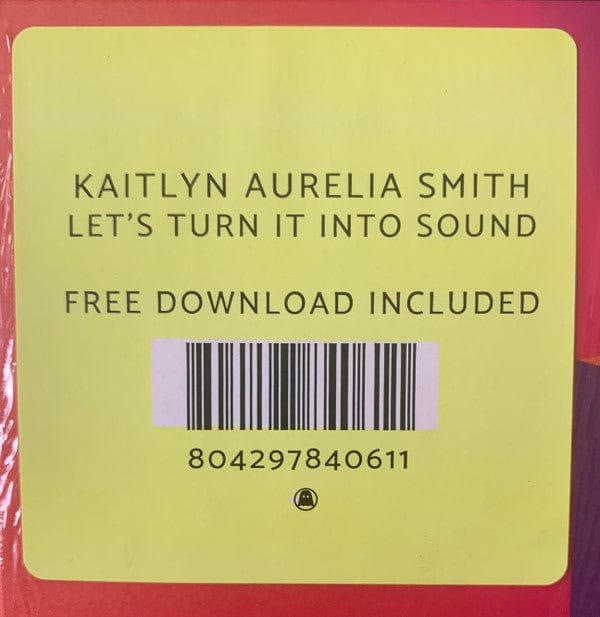 KAITLYN AURELIA SMITH
LET'S TURN IT INTO SOUND
FREE DOWNLOAD INCLUDED
804297840611